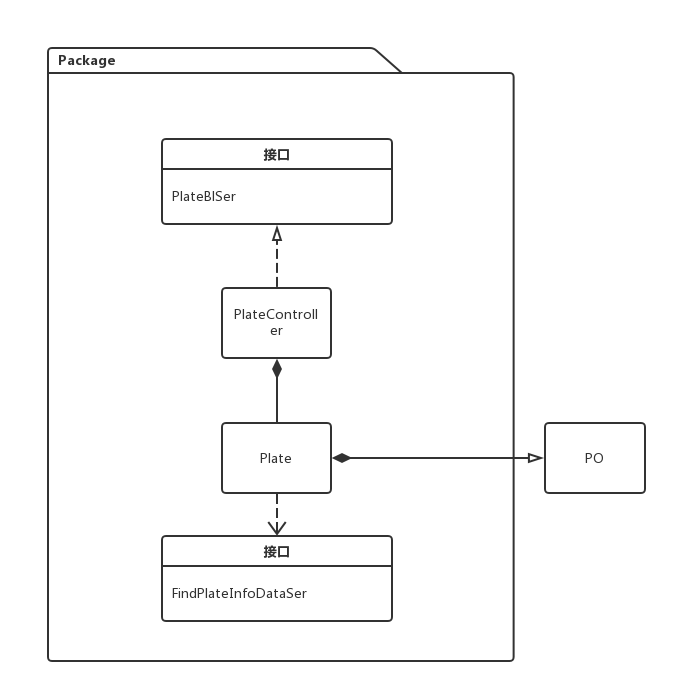 Package
接口
PlateBlSer
PlateControll
er
Plate
PO
接口
FindPlateInfoDataSer